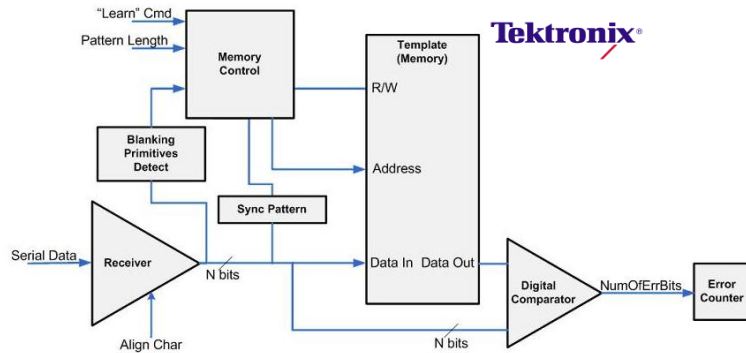 “Learn” Cmd
Pattern Length
Memory
Control
Template
(Memory)
Tektronix®
R/W
Blanking
Primitives
Detect
Address
Sync Pattern
Serial Data
Receiver
N bits
Data In
Data Out
Digital
Comparator
NumOfErrBits
Error
Counter
Align Char
N bits